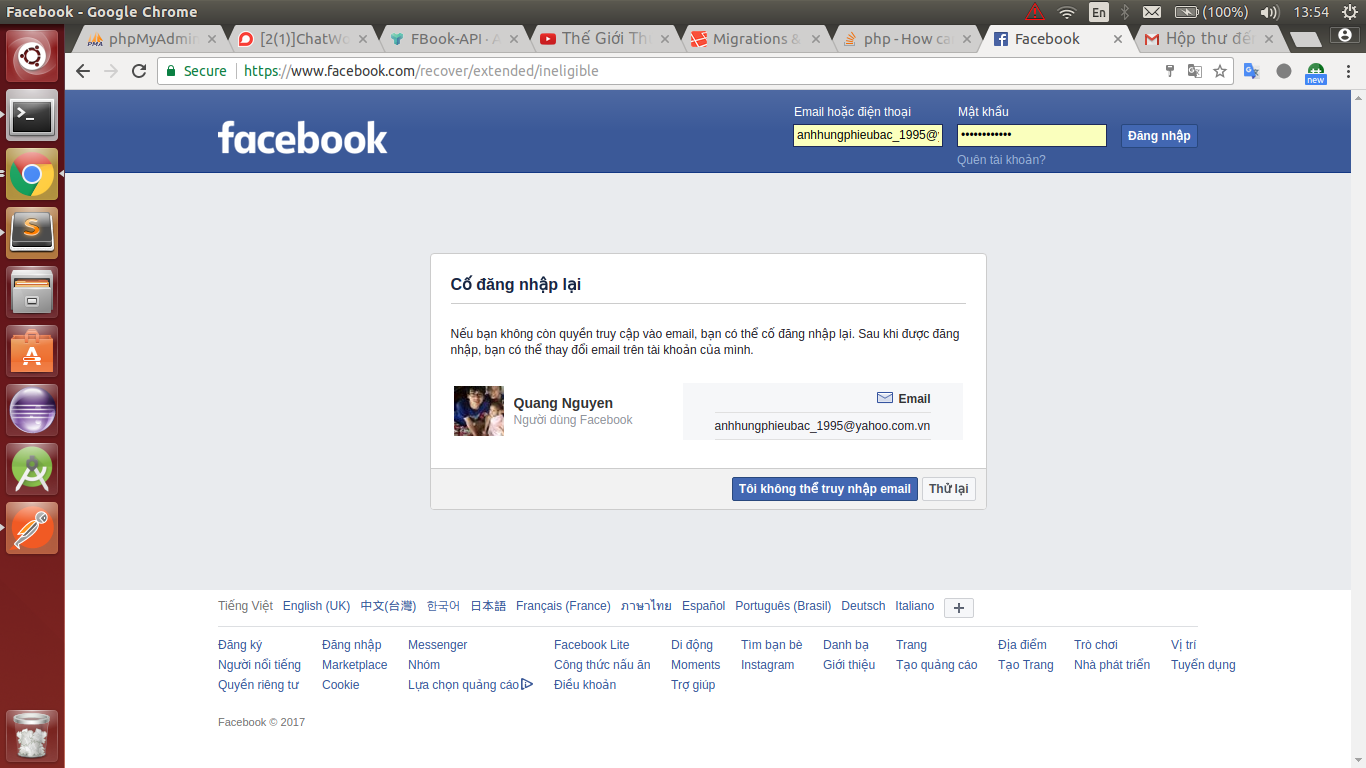 Facebook - Google Chrome
En
(100%)
13:54
phpMyAdmin
[2(1)]ChatWo
FBook-API · A
Thế Giới Th
Migrations &
php - How ca
Facebook
Hộp thư đế
Secure
https://www.facebook.com/recover/extended/ineligible
new
facebook
Email hoặc điện thoại
Mật khẩu
anhhungphieubac_1995@
••••••••••••
Đăng nhập
Quên tài khoản?
Cố đăng nhập lại
Nếu bạn không còn quyền truy cập vào email, bạn có thể cố đăng nhập lại. Sau khi được đăng
nhập, bạn có thể thay đổi email trên tài khoản của mình.
Quang Nguyen
Người dùng Facebook
Email
anhhungphieubac_1995@yahoo.com.vn
Tôi không thể truy nhập email
Thử lại
Tiếng Việt English (UK) 中文(台灣) 한국어 日本語 Français (France) ภาษาไทย Español Português (Brasil) Deutsch Italiano
Đăng ký Đăng nhập Messenger Facebook Lite Di động Tìm bạn bè Danh bạ Trang Địa điểm Trò chơi Vị trí
Người nổi tiếng Marketplace Nhóm Công thức nấu ăn Moments Instagram Giới thiệu Tạo quảng cáo Tạo Trang Nhà phát triển Tuyển dụng
Quyền riêng tư Cookie Lựa chọn quảng cáo Điều khoản Trợ giúp
Facebook © 2017